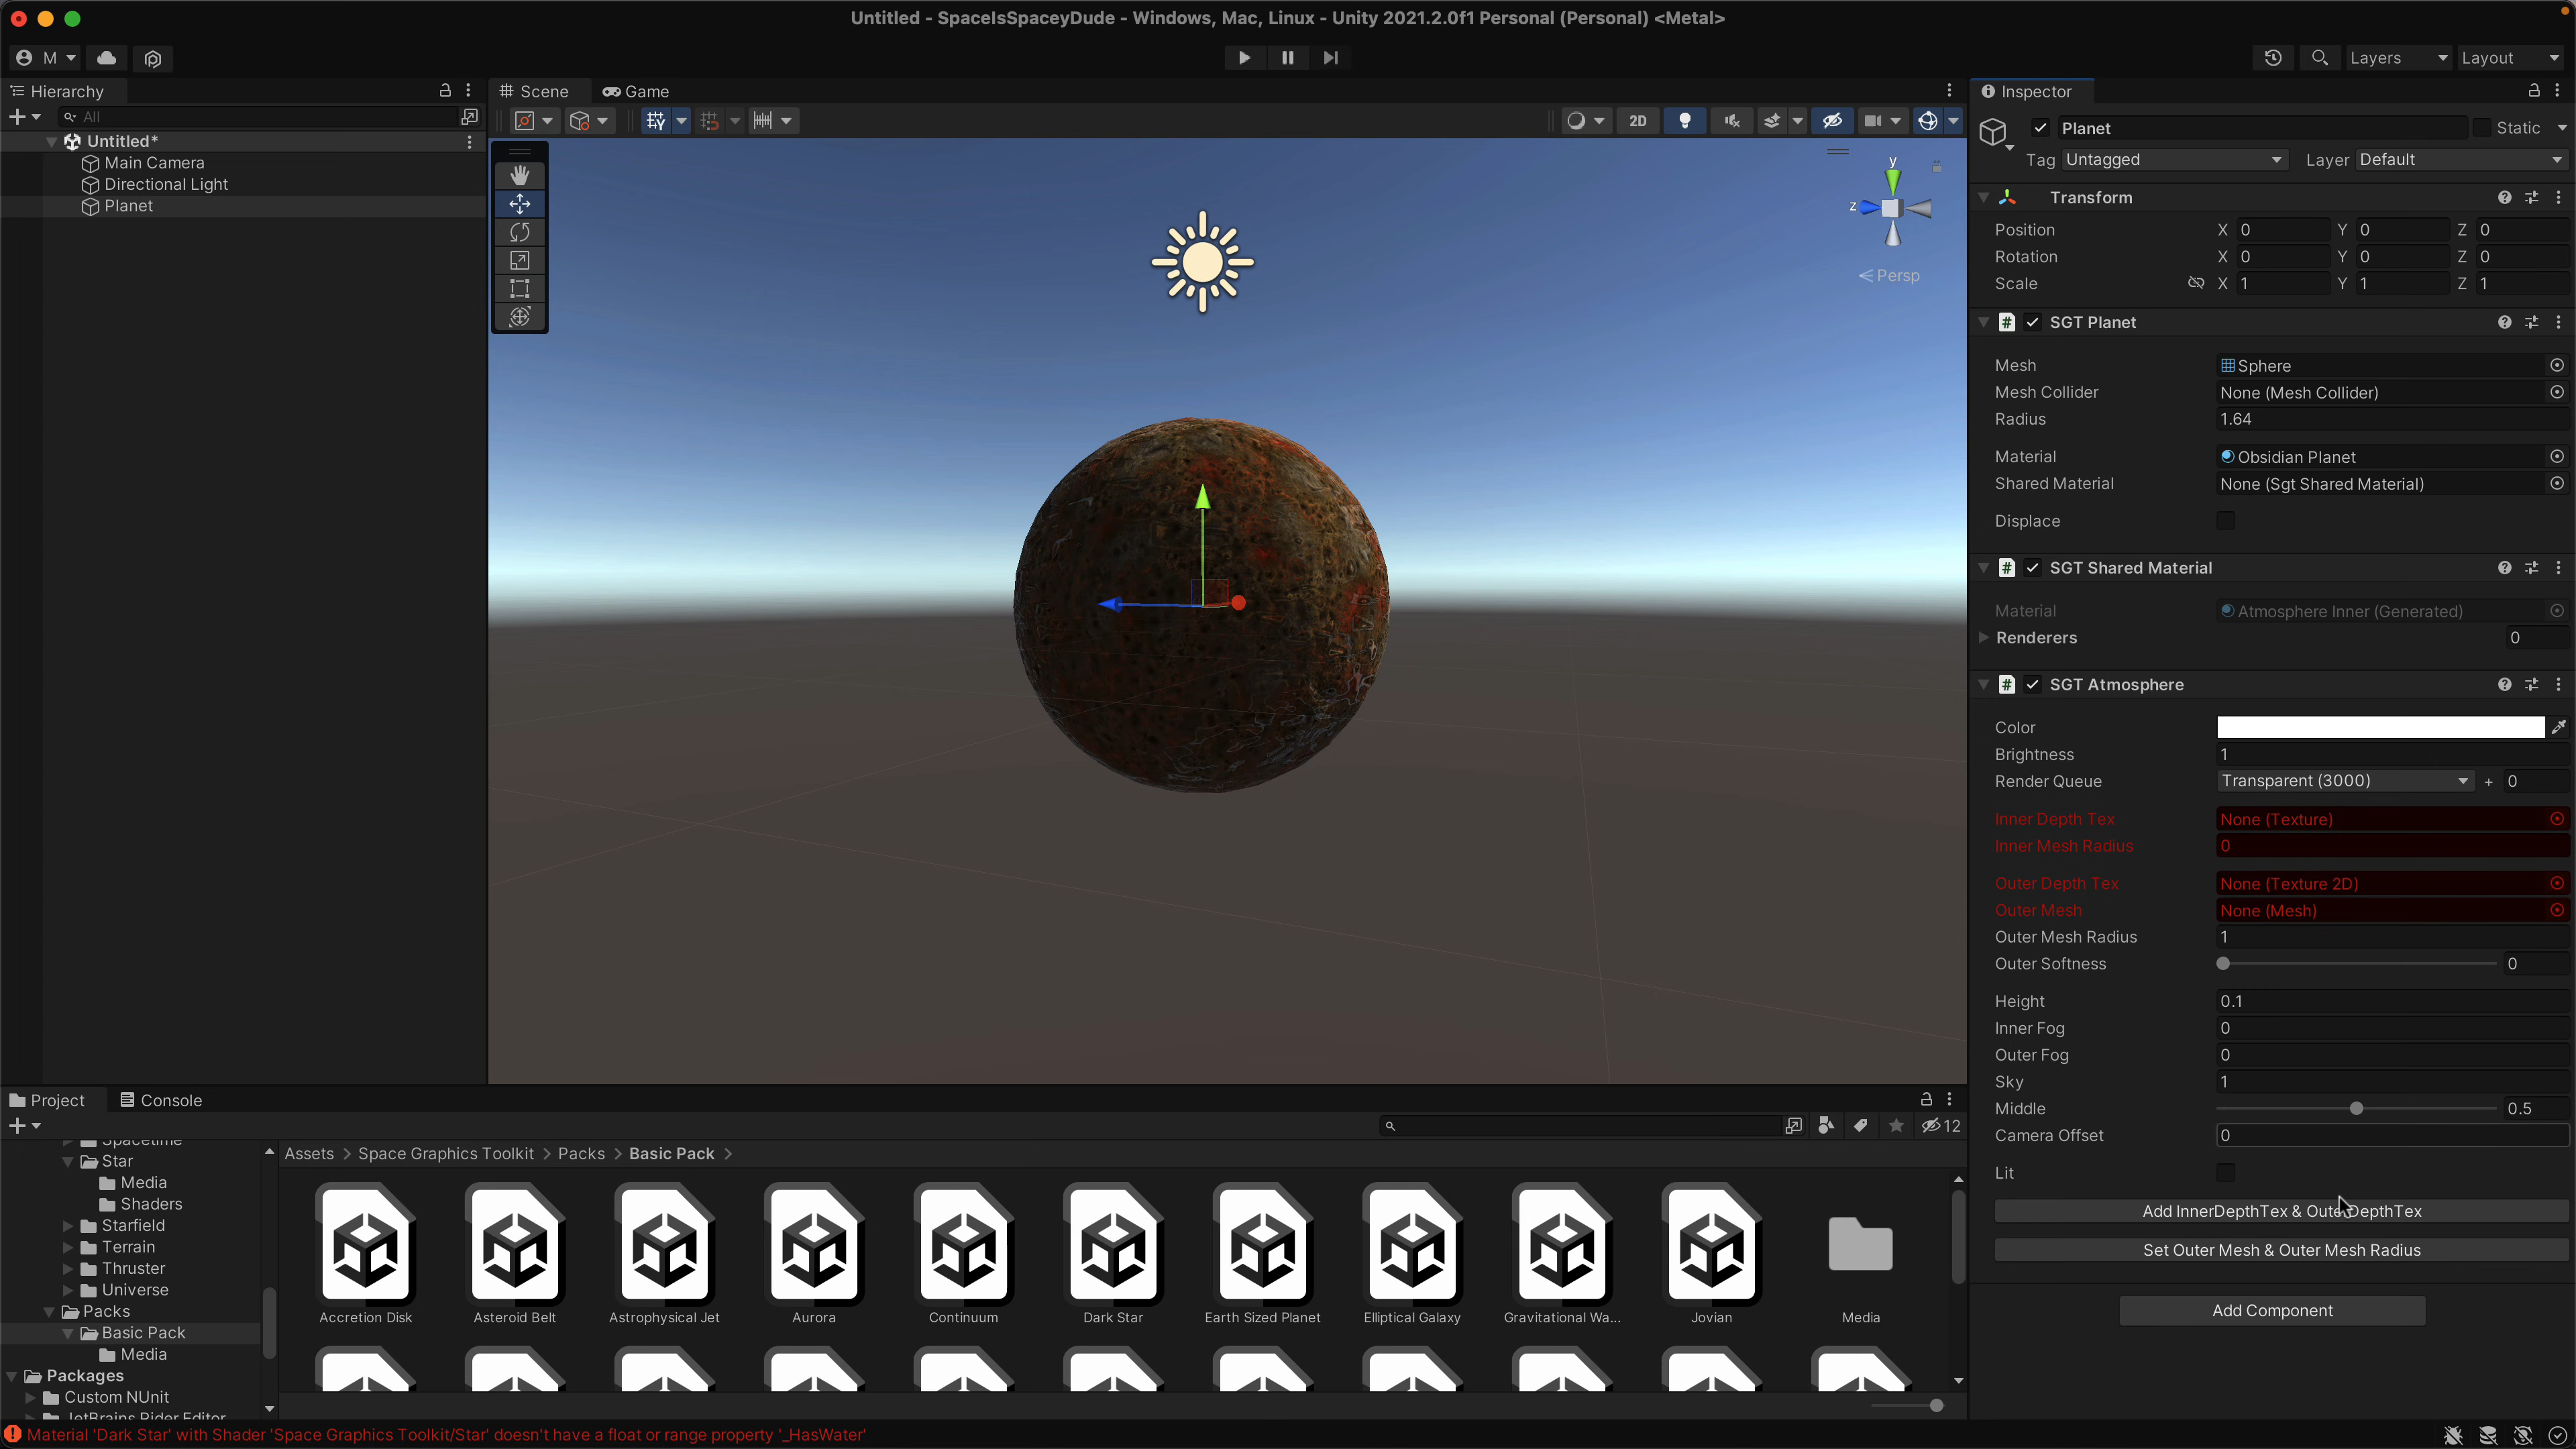 Untitled - SpaceIsSpaceyDude - Windows, Mac, Linux - Unity 2021.2.0f1 Personal (Personal) <Metal>
M
Layers
Layout
Hierarchy
All
Untitled*
Main Camera
Directional Light
Planet
Scene
Game
2D
y
z
Persp
Inspector
Planet
Static
Tag Untagged Layer Default
Transform
Position X 0 Y 0 Z 0
Rotation X 0 Y 0 Z 0
Scale X 1 Y 1 Z 1
SGT Planet
Mesh Sphere
Mesh Collider None (Mesh Collider)
Radius 1.64
Material Obsidian Planet
Shared Material None (Sgt Shared Material)
Displace
SGT Shared Material
Material Atmosphere Inner (Generated)
Renderers 0
SGT Atmosphere
Color
Brightness 1
Render Queue Transparent (3000) + 0
Inner Depth Tex None (Texture)
Inner Mesh Radius 0
Outer Depth Tex None (Texture 2D)
Outer Mesh None (Mesh)
Outer Mesh Radius 1
Outer Softness 0
Height 0.1
Inner Fog 0
Outer Fog 0
Sky 1
Middle 0.5
Camera Offset 0
Lit
Add InnerDepthTex & OuterDepthTex
Set Outer Mesh & Outer Mesh Radius
Add Component
Project
Console
12
Spacetime
Star
Media
Shaders
Starfield
Terrain
Thruster
Universe
Packs
Basic Pack
Media
Packages
Custom NUnit
JetBrains Rider Editor
Assets > Space Graphics Toolkit > Packs > Basic Pack >
Accretion Disk
Asteroid Belt
Astrophysical Jet
Aurora
Continuum
Dark Star
Earth Sized Planet
Elliptical Galaxy
Gravitational Wa...
Jovian
Media
Material 'Dark Star' with Shader 'Space Graphics Toolkit/Star' doesn't have a float or range property '_HasWater'